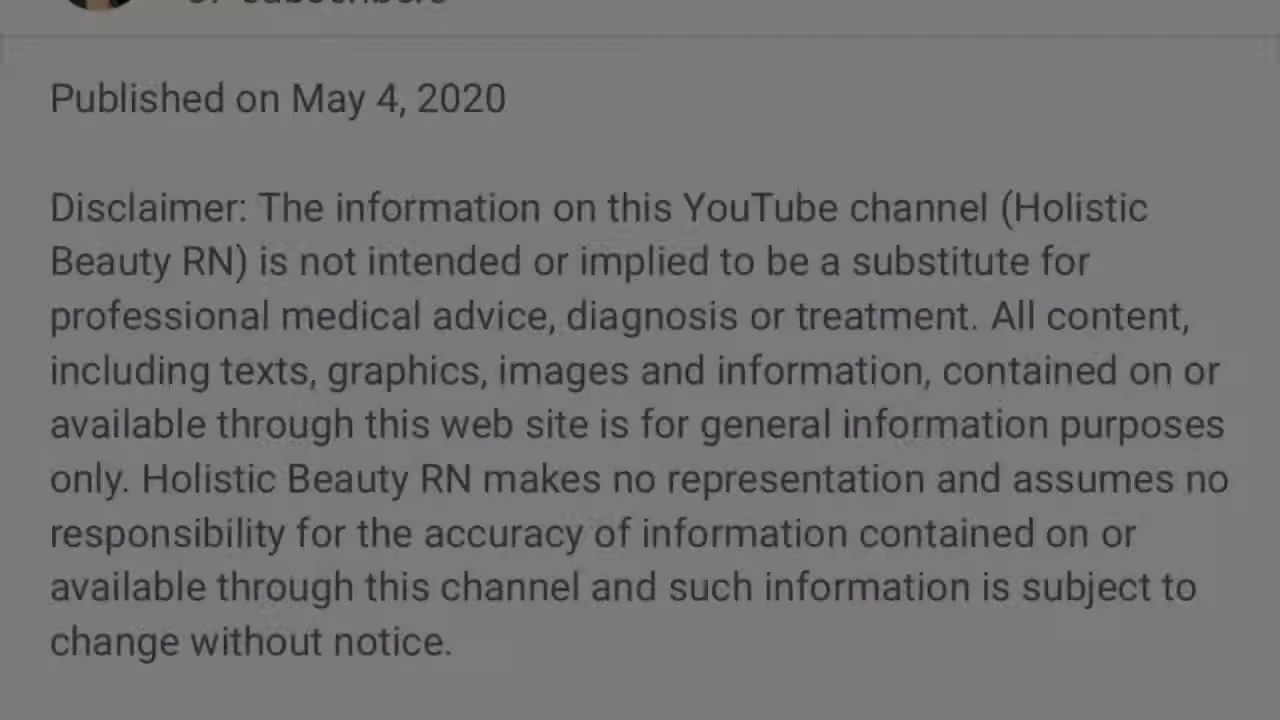 Published on May 4, 2020
Disclaimer: The information on this YouTube channel (Holistic
Beauty RN) is not intended or implied to be a substitute for
professional medical advice, diagnosis or treatment. All content,
including texts, graphics, images and information, contained on or
available through this web site is for general information purposes
only. Holistic Beauty RN makes no representation and assumes no
responsibility for the accuracy of information contained on or
available through this channel and such information is subject to
change without notice.